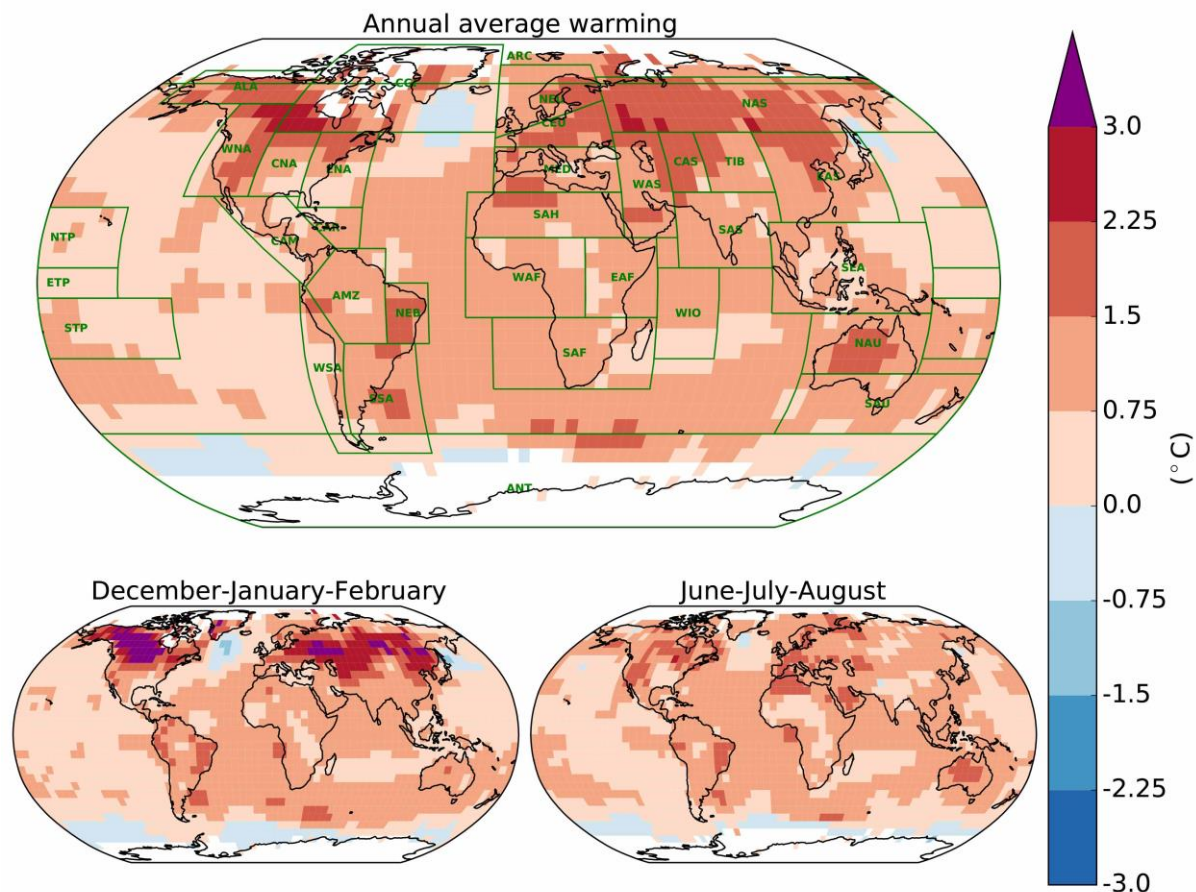 Annual average warming
ARC
CG
ALA
NEU
NAS
CEU
WNA
CNA
ENA
MED
WAS
CAS
TIB
EAS
SAH
SAS
NTP
CAM
CAR
SEA
ETP
WAF
EAF
AMZ
NEB
WIO
STP
NAU
WSA
SAF
SSA
SAU
ANT
December-January-February
June-July-August
3.0
2.25
1.5
0.75
0.0
-0.75
-1.5
-2.25
-3.0
(°C)